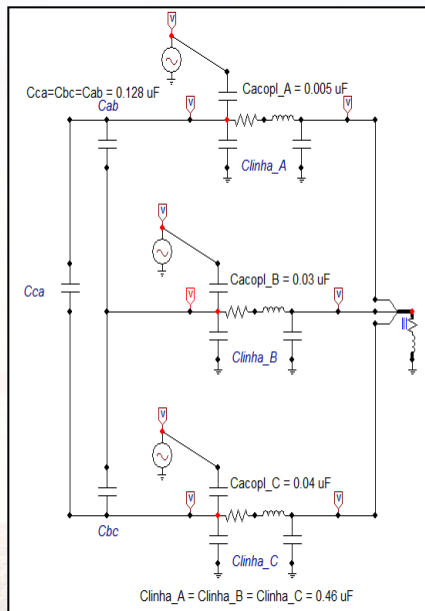 V
Cca=Cbc=Cab = 0.128 uF
Cacopl_A = 0.005 uF
Cab
V
V
Clinha_A
V
Cca
Cacopl_B = 0.03 uF
V
V
Clinha_B
V
Cacopl_C = 0.04 uF
V
V
Cbc
Clinha_C
Clinha_A = Clinha_B = Clinha_C = 0.46 uF